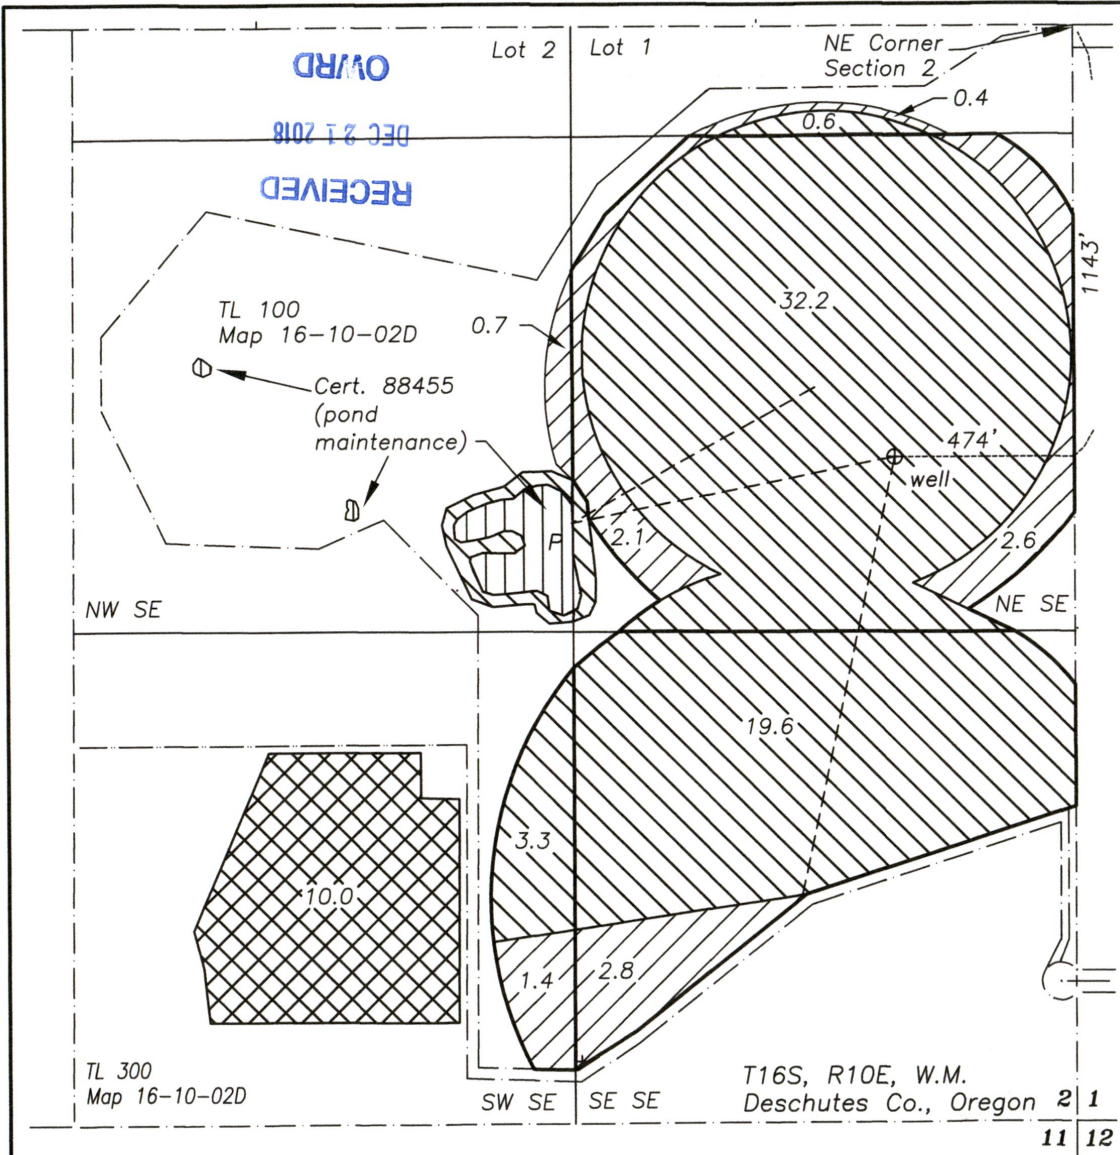 Lot 2
Lot 1
NE Corner
Section 2
OWRD
DEC 21 2018
RECEIVED
0.4
0.6
1143'
32.2
TL 100
Map 16-10-02D
0.7
Cert. 88455
(pond
maintenance)
474'
well
P
2.1
2.6
NW SE
NE SE
19.6
3.3
10.0
1.4
2.8
TL 300
Map 16-10-02D
SW SE
SE SE
T16S, R10E, W.M.
Deschutes Co., Oregon
2 1
11 12